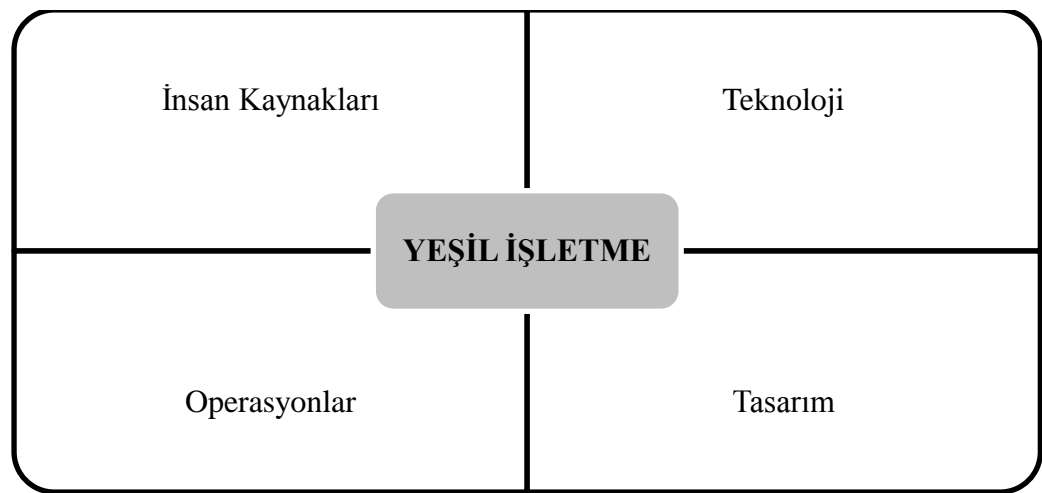 İnsan Kaynakları
Teknoloji
YEŞİL İŞLETME
Operasyonlar
Tasarım